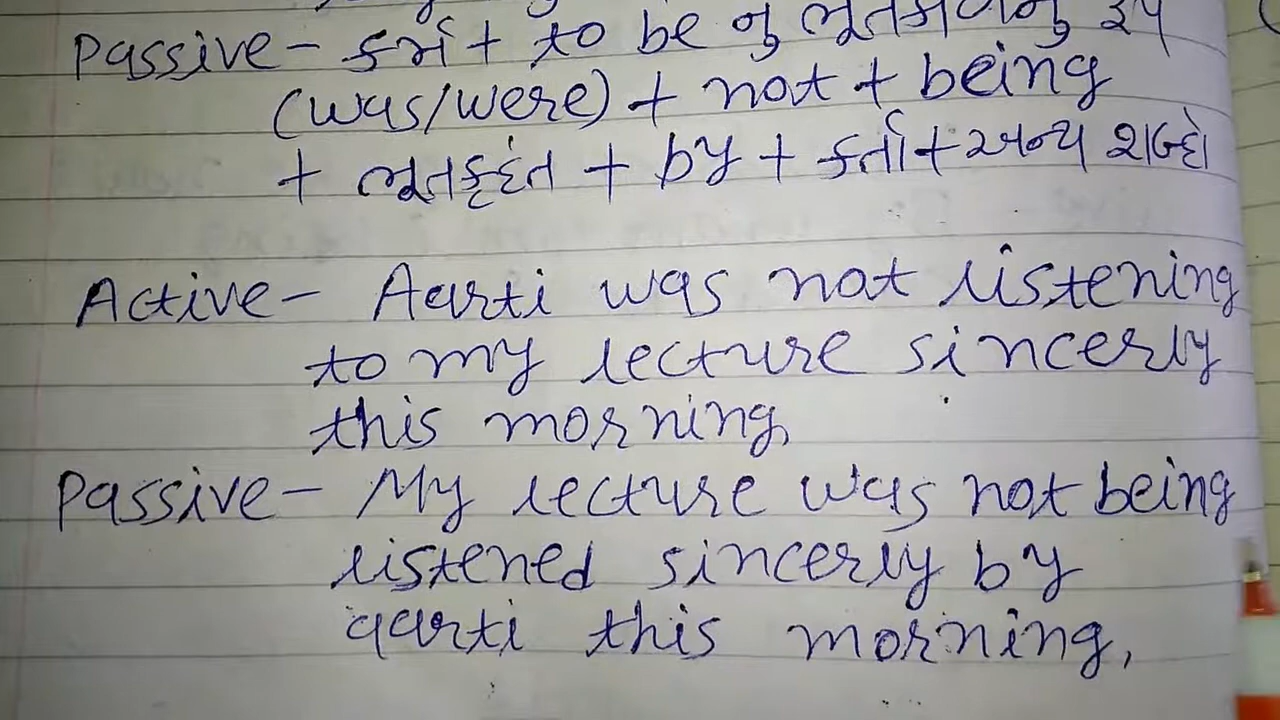 Passive - કર્મ + to be નુ ભૂતકાળનુ રૂપ
(was/were) + not + being
+ ભૂતકૃદંત + by + કર્તા + અન્ય શબ્દો
Active - Aarti was not listening
to my lecture sincerly
this morning,
Passive - My lecture was not being
listened sincerly by
aarti this morning,